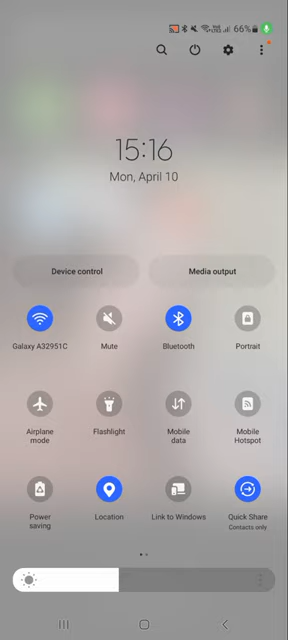 66%
15:16
Mon, April 10
Device control
Media output
Galaxy A32951C
Mute
Bluetooth
Portrait
Airplane
mode
Flashlight
Mobile
data
Mobile
Hotspot
Power
saving
Location
Link to Windows
Quick Share
Contacts only